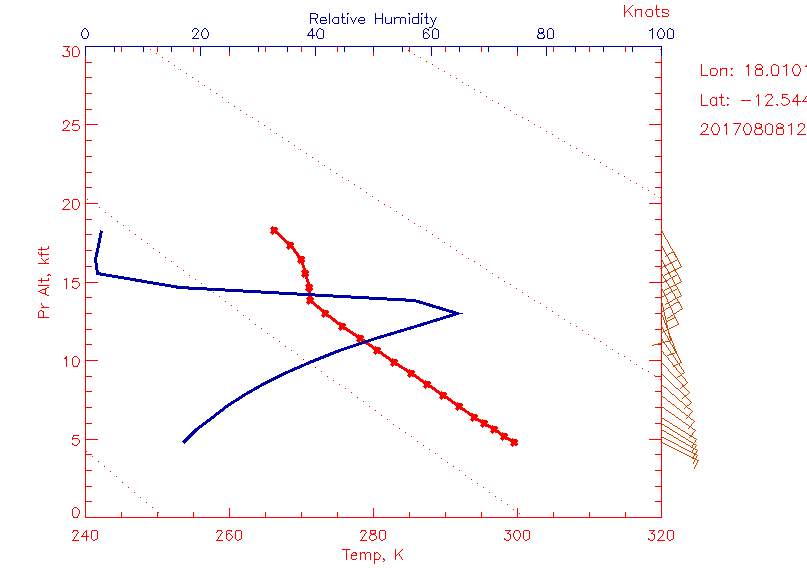 Knots
Relative Humidity
0 20 40 60 80 100
30
25
20
15
10
5
0
Pr Alt, kft
240 260 280 300 320
Temp, K
Lon: 18.0101
Lat: −12.544
2017080812